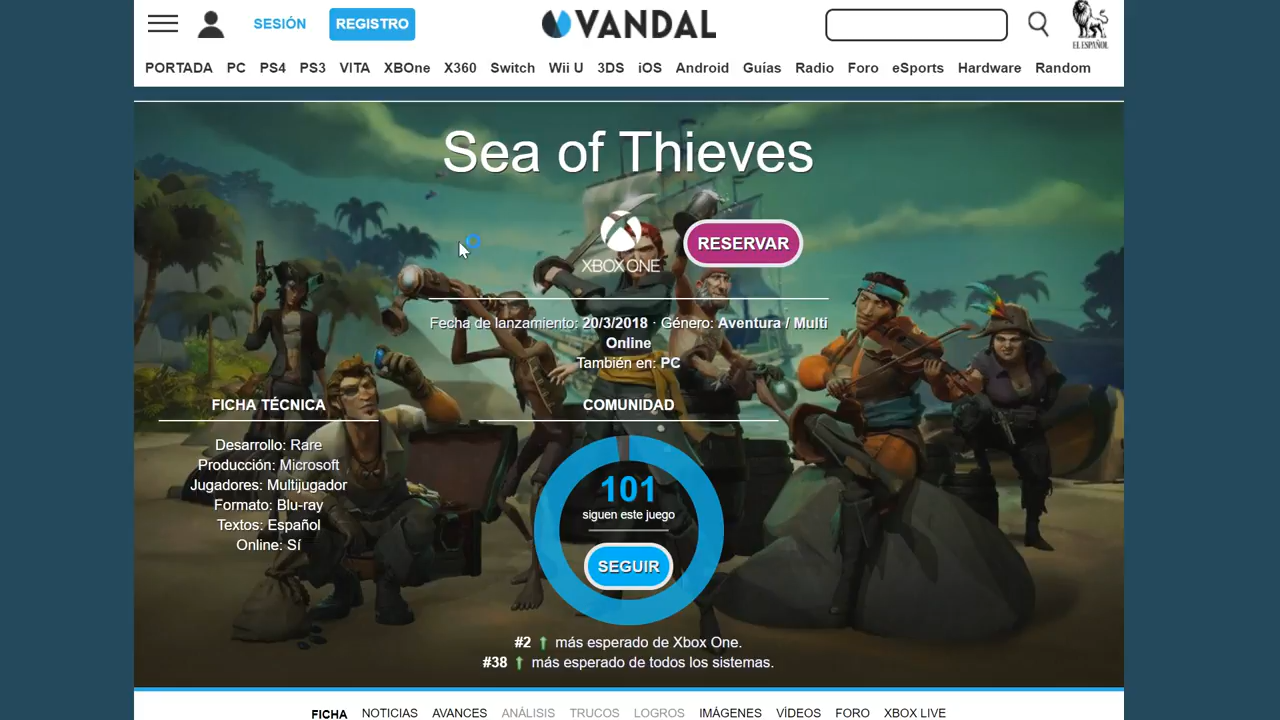 SESIÓN REGISTRO VANDAL EL ESPAÑOL
PORTADA PC PS4 PS3 VITA XBOne X360 Switch Wii U 3DS iOS Android Guías Radio Foro eSports Hardware Random
Sea of Thieves
XBOX ONE RESERVAR
Fecha de lanzamiento: 20/3/2018 · Género: Aventura / Multi
Online
También en: PC
FICHA TÉCNICA
Desarrollo: Rare
Producción: Microsoft
Jugadores: Multijugador
Formato: Blu-ray
Textos: Español
Online: Sí
COMUNIDAD
101
siguen este juego
SEGUIR
#2 ↑ más esperado de Xbox One.
#38 ↑ más esperado de todos los sistemas.
FICHA NOTICIAS AVANCES ANÁLISIS TRUCOS LOGROS IMÁGENES VÍDEOS FORO XBOX LIVE